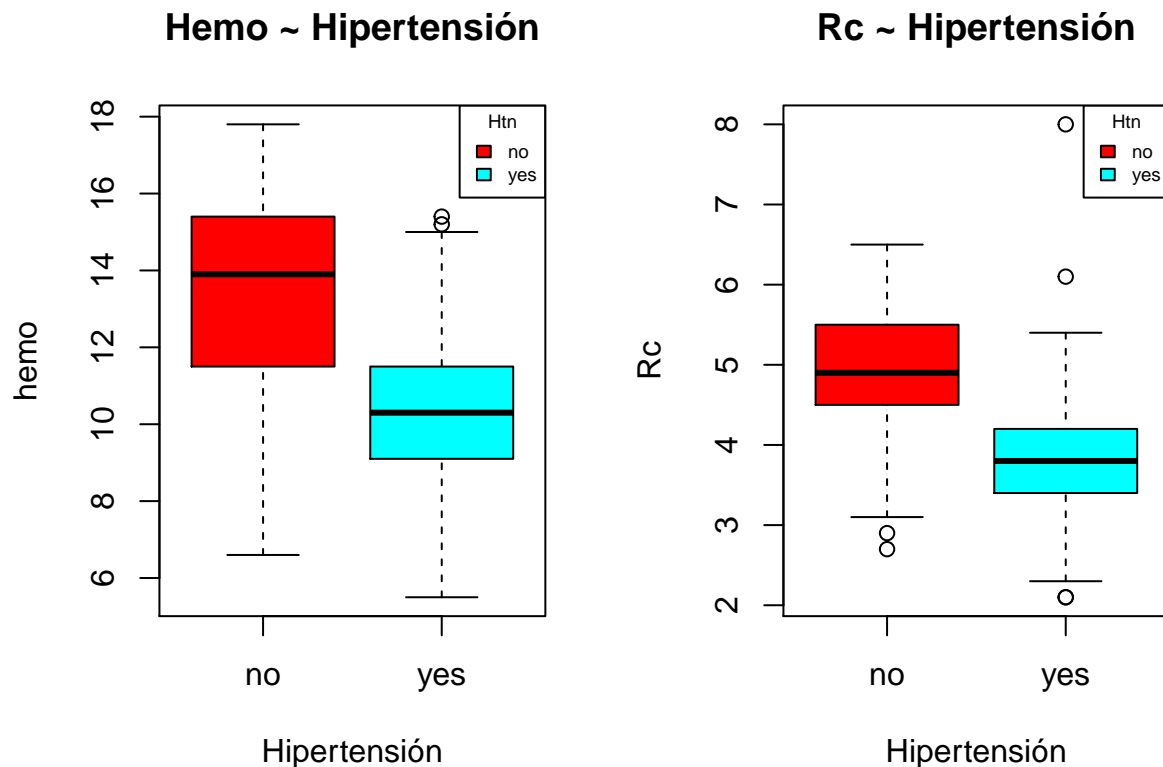 Hemo ~ Hipertensión
Htn
no
yes
18
16
14
12
10
8
6
hemo
no yes
Hipertensión
Rc ~ Hipertensión
Htn
no
yes
8
7
6
5
4
3
2
Rc
no yes
Hipertensión